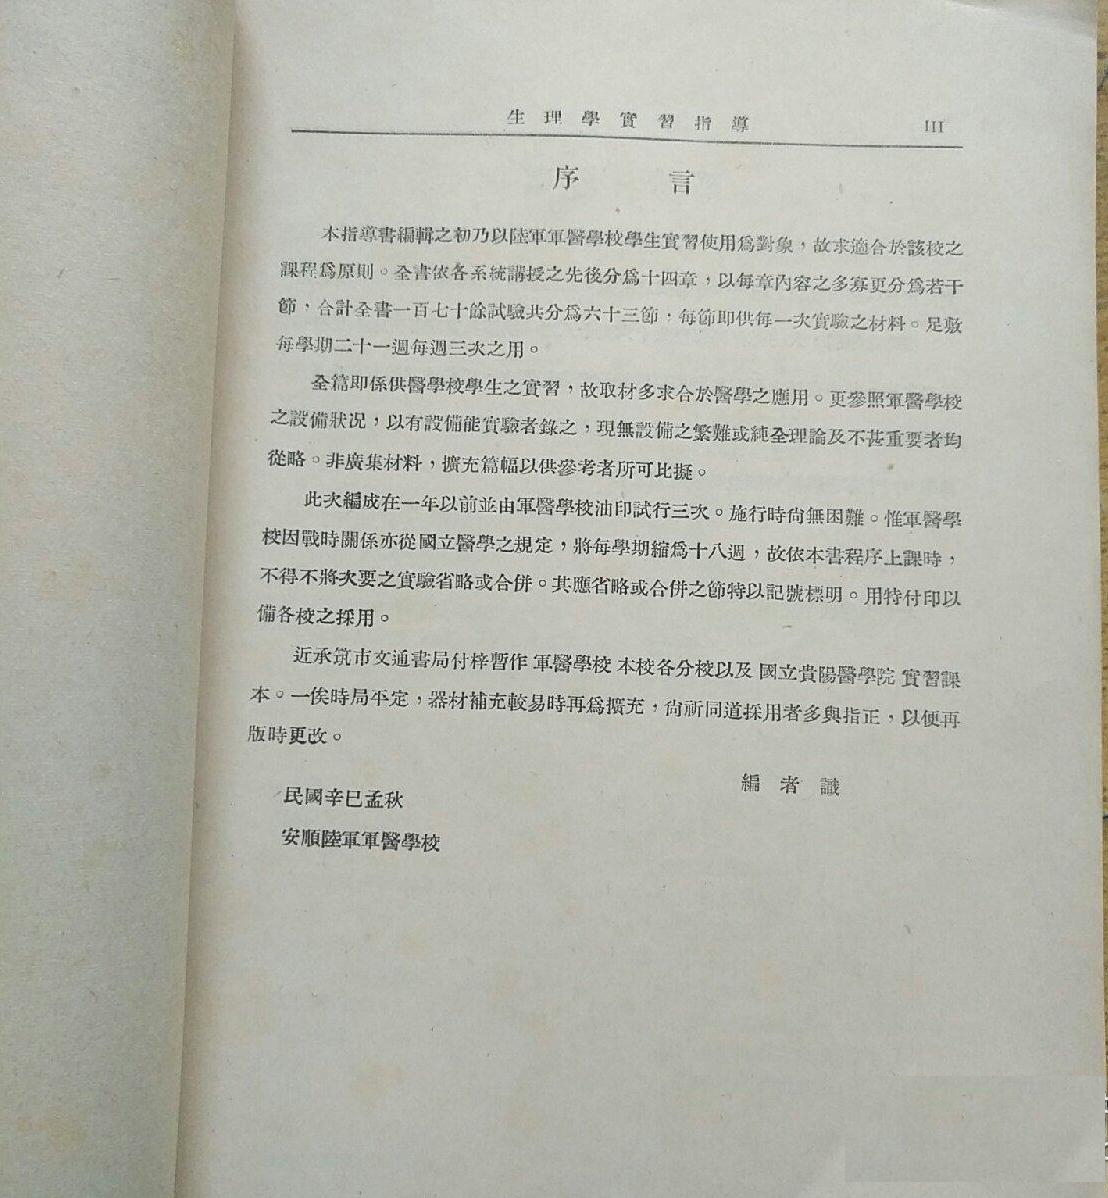 生理學實習指導 III
序言
本指導書編輯之初乃以陸軍軍醫學校學生實習使用爲對象，故求適合於該校之
課程爲原則。全書依各系統講授之先後分爲十四章，以每章內容之多寡更分爲若干
節，合計全書一百七十餘試驗共分爲六十三節，每節即供每一次實驗之材料。足敷
每學期二十一週每週三次之用。
全篇即係供醫學校學生之實習，故取材多求合於醫學之應用。更參照軍醫學校
之設備狀况，以有設備能實驗者錄之，現無設備之繁難或純全理論及不甚重要者均
從略。非廣集材料，擴充篇幅以供參考者所可比擬。
此次編成在一年以前並由軍醫學校油印試行三次。施行時尙無困難。惟軍醫學
校因戰時關係亦從國立醫學之規定，將每學期縮爲十八週，故依本書程序上課時，
不得不將次要之實驗省略或合併。其應省略或合併之節特以記號標明。用特付印以
備各校之採用。
近承筑市文通書局付梓暫作 軍醫學校 本校各分校以及 國立貴陽醫學院 實習課
本。一俟時局平定，器材補充較易時再爲擴充，尙祈同道採用者多與指正，以便再
版時更改。
編者識
民國辛巳孟秋
安順陸軍軍醫學校